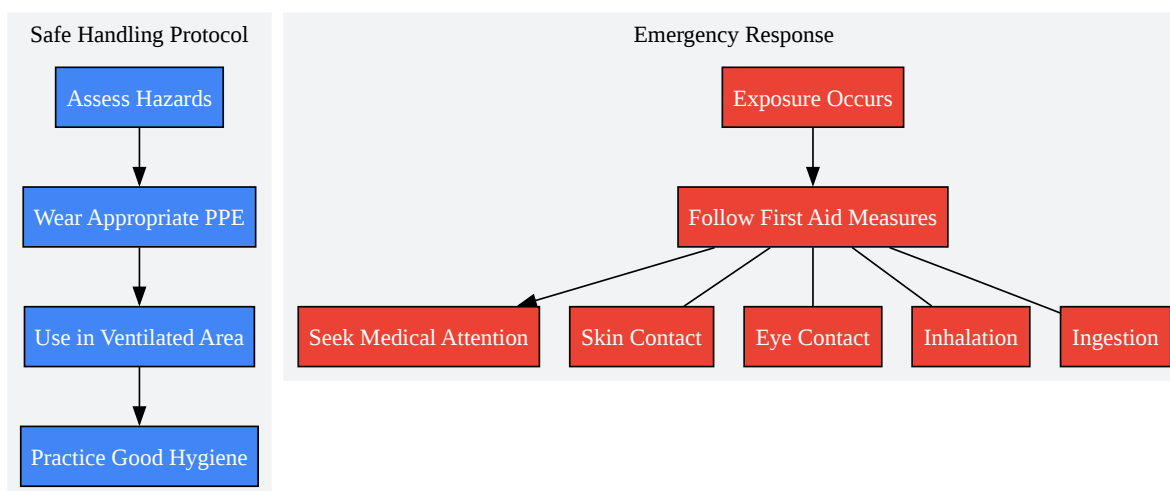 Safe Handling Protocol
Assess Hazards
Wear Appropriate PPE
Use in Ventilated Area
Practice Good Hygiene
Emergency Response
Exposure Occurs
Follow First Aid Measures
Seek Medical Attention
Skin Contact
Eye Contact
Inhalation
Ingestion